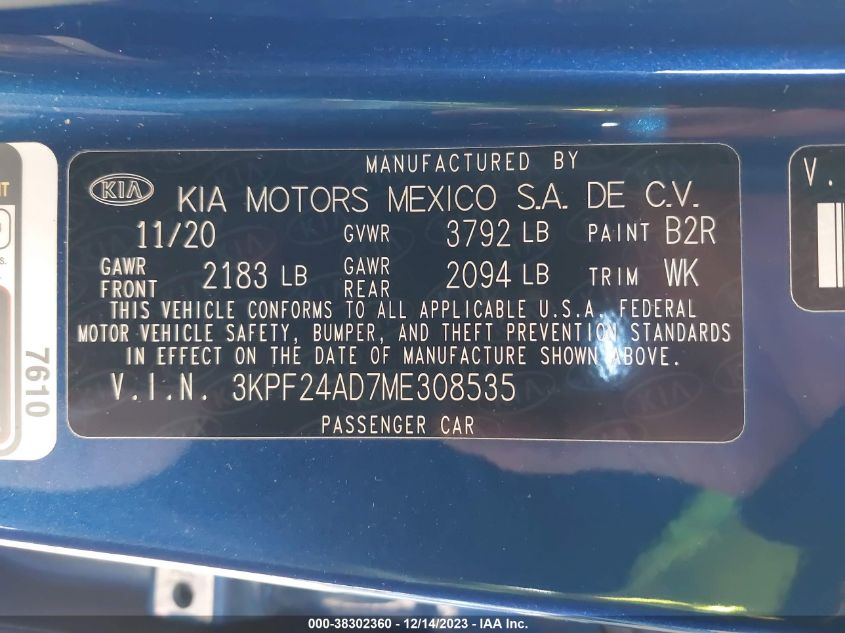 MANUFACTURED BY
KIA KIA MOTORS MEXICO S.A. DE C.V.
11/20 GVWR 3792 LB PAINT B2R
GAWR FRONT 2183 LB GAWR REAR 2094 LB TRIM WK
THIS VEHICLE CONFORMS TO ALL APPLICABLE U.S.A. FEDERAL
MOTOR VEHICLE SAFETY, BUMPER, AND THEFT PREVENTION STANDARDS
IN EFFECT ON THE DATE OF MANUFACTURE SHOWN ABOVE.
V.I.N. 3KPF24AD7ME308535
PASSENGER CAR
7610
V.
000-38302360 - 12/14/2023 - IAA Inc.